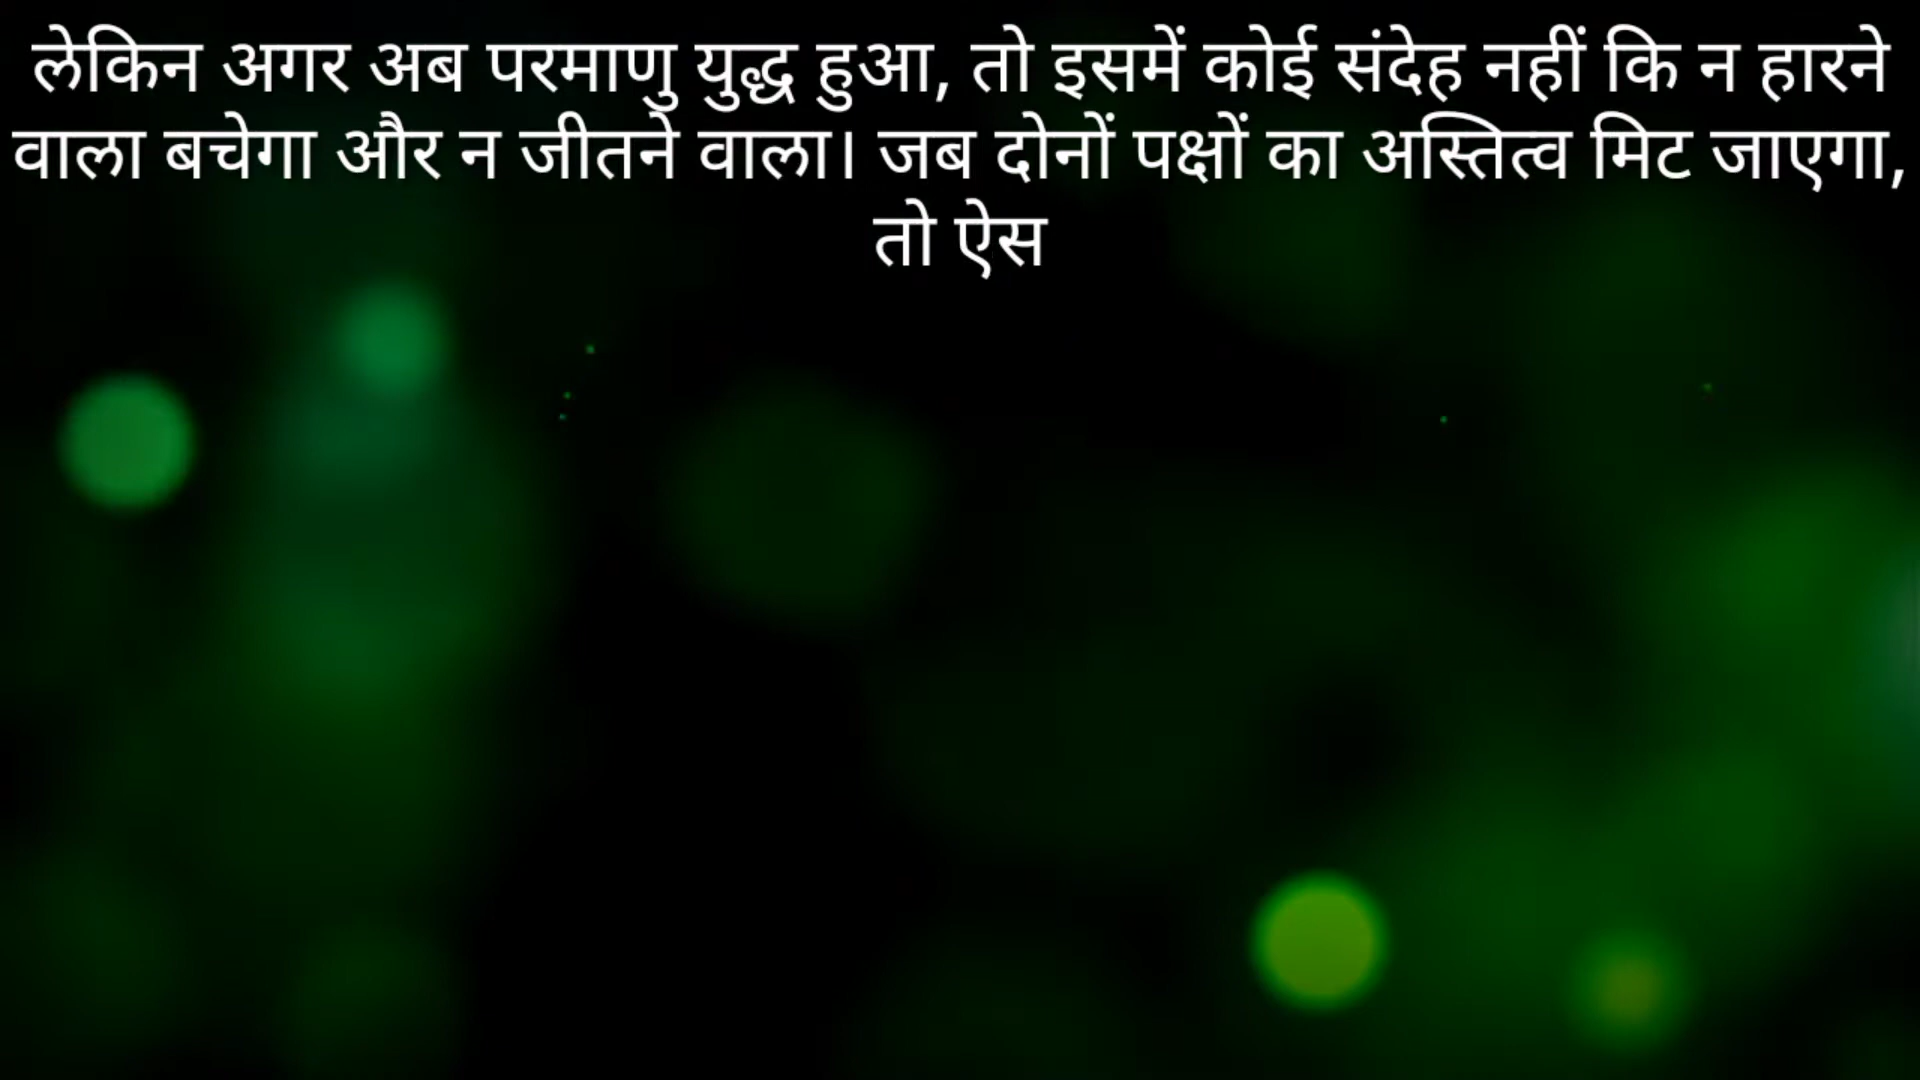 लेकिन अगर अब परमाणु युद्ध हुआ, तो इसमें कोई संदेह नहीं कि न हारने
वाला बचेगा और न जीतने वाला। जब दोनों पक्षों का अस्तित्व मिट जाएगा,
तो ऐस